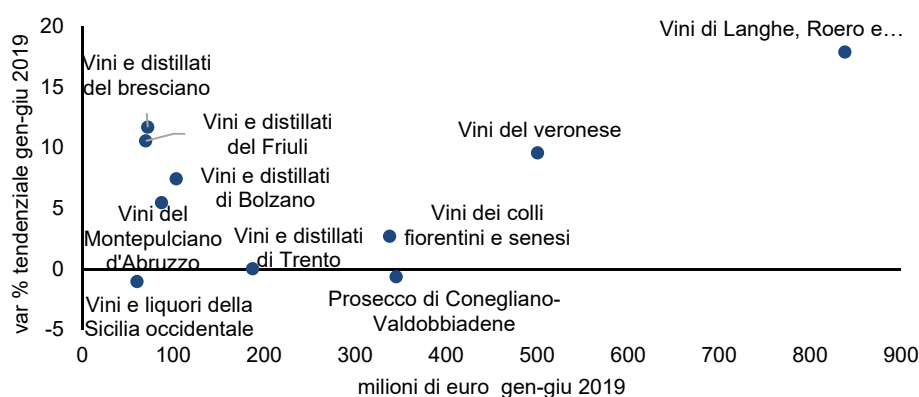 var % tendenziale gen-giu 2019
20
15
10
5
0
-5
Vini di Langhe, Roero e…
Vini e distillati
del bresciano
Vini e distillati
del Friuli
Vini del veronese
Vini e distillati
di Bolzano
Vini del
Montepulciano
d'Abruzzo
Vini e distillati
di Trento
Vini dei colli
fiorentini e senesi
Vini e liquori della
Sicilia occidentale
Prosecco di Conegliano-
Valdobbiadene
0 100 200 300 400 500 600 700 800 900
milioni di euro gen-giu 2019